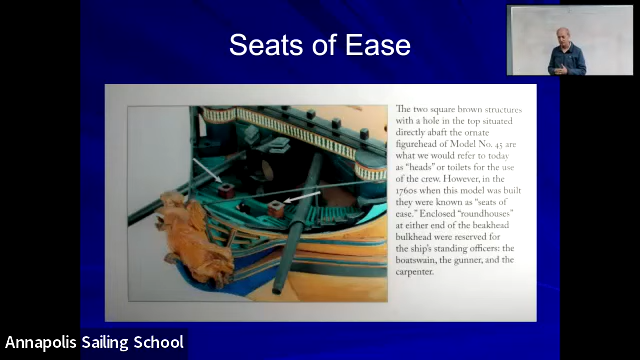 Seats of Ease
The two square brown structures
with a hole in the top situated
directly abaft the ornate
figurehead of Model No. 45 are
what we would refer to today
as “heads” or toilets for the use
of the crew. However, in the
1760s when this model was built
they were known as “seats of
ease.” Enclosed “roundhouses”
at either end of the beakhead
bulkhead were reserved for
the ship's standing officers: the
boatswain, the gunner, and the
carpenter.
Annapolis Sailing School